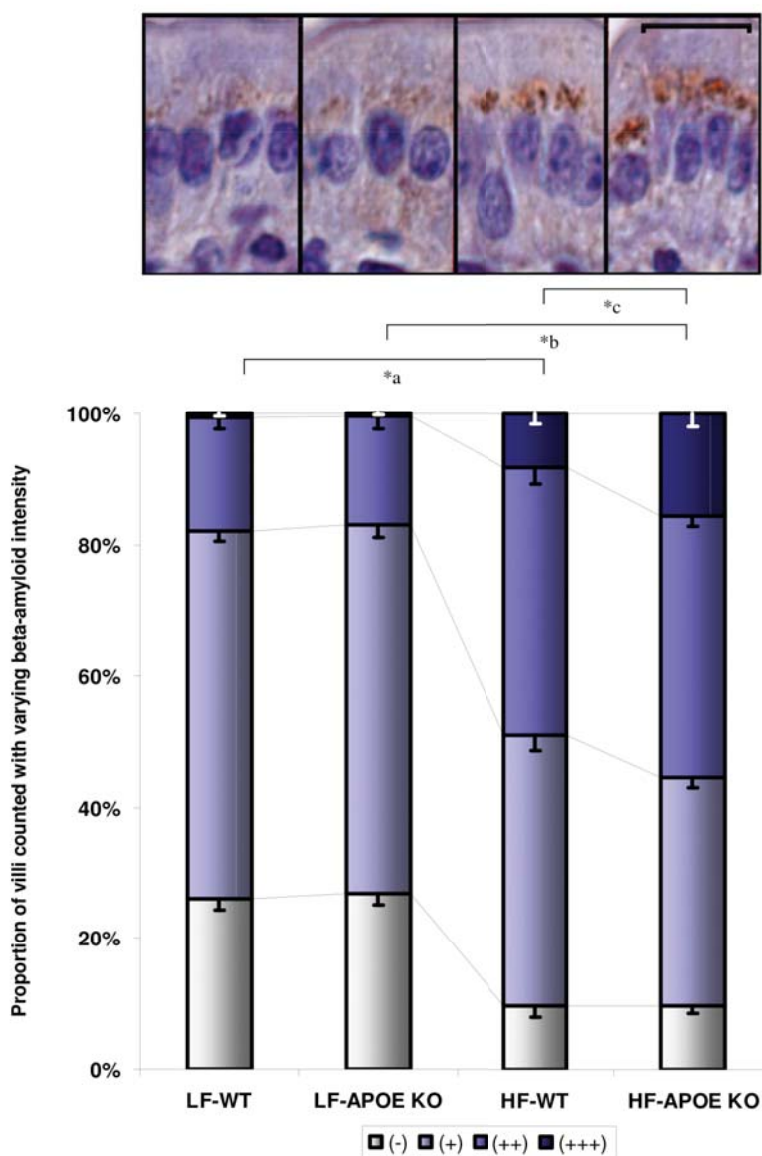 *c
*b
*a
Proportion of villi counted with varying beta-amyloid intensity
100%
80%
60%
40%
20%
0%
LF-WT LF-APOE KO HF-WT HF-APOE KO
(-) (+) (++) (+++)